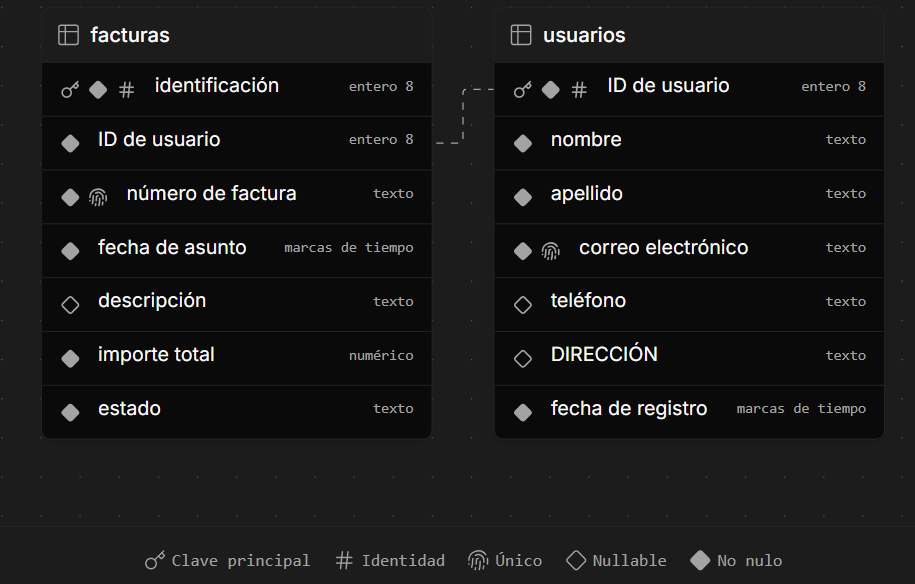 facturas
identificación entero 8
ID de usuario entero 8
número de factura texto
fecha de asunto marcas de tiempo
descripción texto
importe total numérico
estado texto
usuarios
ID de usuario entero 8
nombre texto
apellido texto
correo electrónico texto
teléfono texto
DIRECCIÓN texto
fecha de registro marcas de tiempo
Clave principal Identidad Único Nullable No nulo